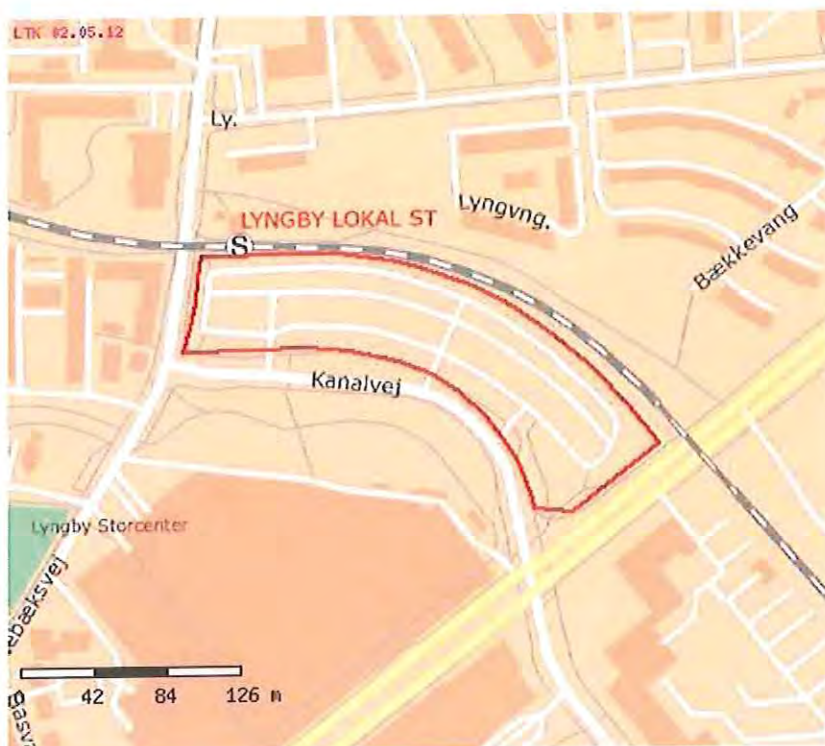 LTK 02.05.12
Ly.
Lyngvng.
LYNGBY LOKAL ST
S
Bækkevang
Kanalvej
Lyngby Storcenter
42 84 126 m